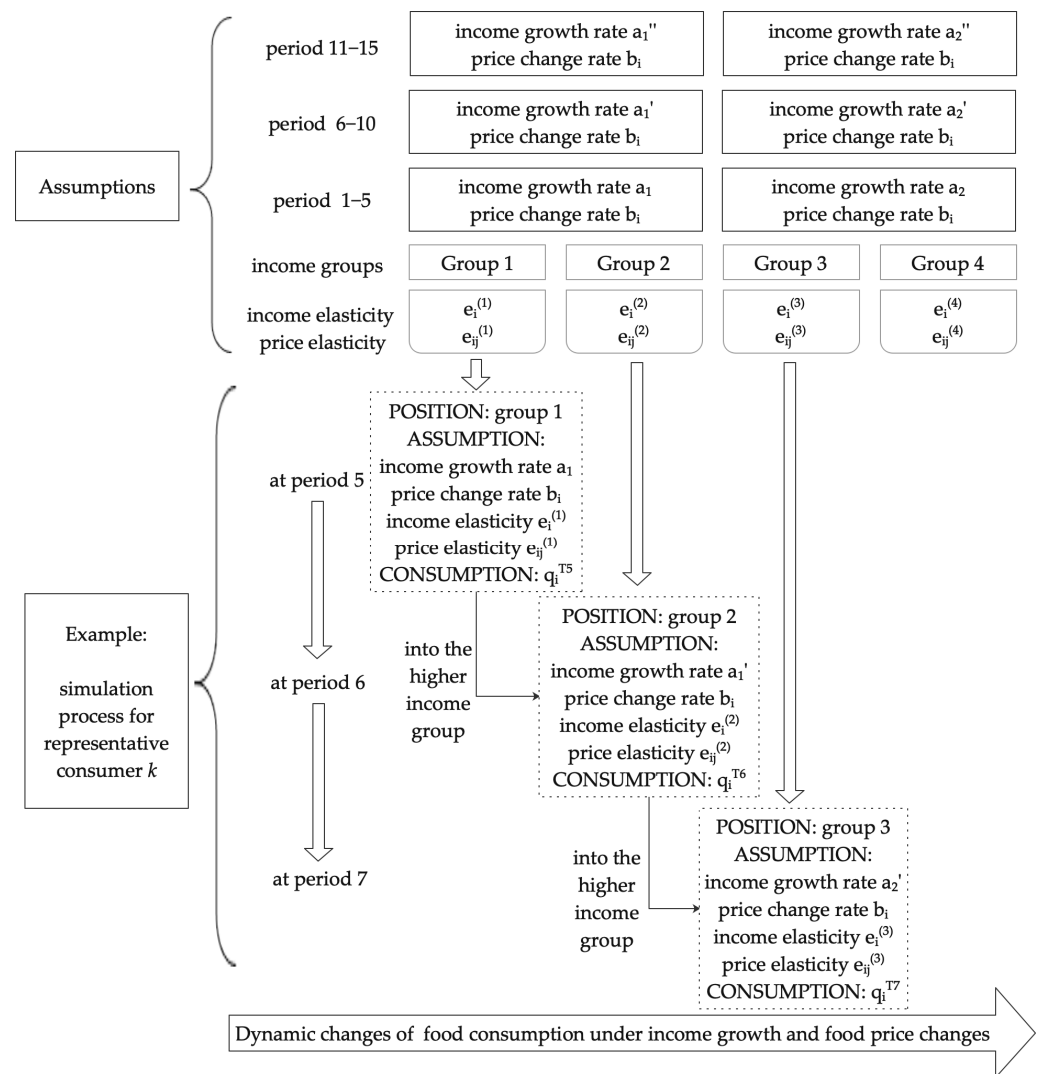 period 11–15
income growth rate a₁''
price change rate bᵢ
income growth rate a₂''
price change rate bᵢ
period 6–10
income growth rate a₁'
price change rate bᵢ
income growth rate a₂'
price change rate bᵢ
Assumptions
period 1–5
income growth rate a₁
price change rate bᵢ
income growth rate a₂
price change rate bᵢ
income groups
Group 1
Group 2
Group 3
Group 4
income elasticity
price elasticity
eᵢ⁽¹⁾
eᵢⱼ⁽¹⁾
eᵢ⁽²⁾
eᵢⱼ⁽²⁾
eᵢ⁽³⁾
eᵢⱼ⁽³⁾
eᵢ⁽⁴⁾
eᵢⱼ⁽⁴⁾
Example:
simulation
process for
representative
consumer k
at period 5
POSITION: group 1
ASSUMPTION:
income growth rate a₁
price change rate bᵢ
income elasticity eᵢ⁽¹⁾
price elasticity eᵢⱼ⁽¹⁾
CONSUMPTION: qᵢᵀ⁵
into the
higher
income
group
at period 6
POSITION: group 2
ASSUMPTION:
income growth rate a₁'
price change rate bᵢ
income elasticity eᵢ⁽²⁾
price elasticity eᵢⱼ⁽²⁾
CONSUMPTION: qᵢᵀ⁶
into the
higher
income
group
at period 7
POSITION: group 3
ASSUMPTION:
income growth rate a₂'
price change rate bᵢ
income elasticity eᵢ⁽³⁾
price elasticity eᵢⱼ⁽³⁾
CONSUMPTION: qᵢᵀ⁷
Dynamic changes of food consumption under income growth and food price changes